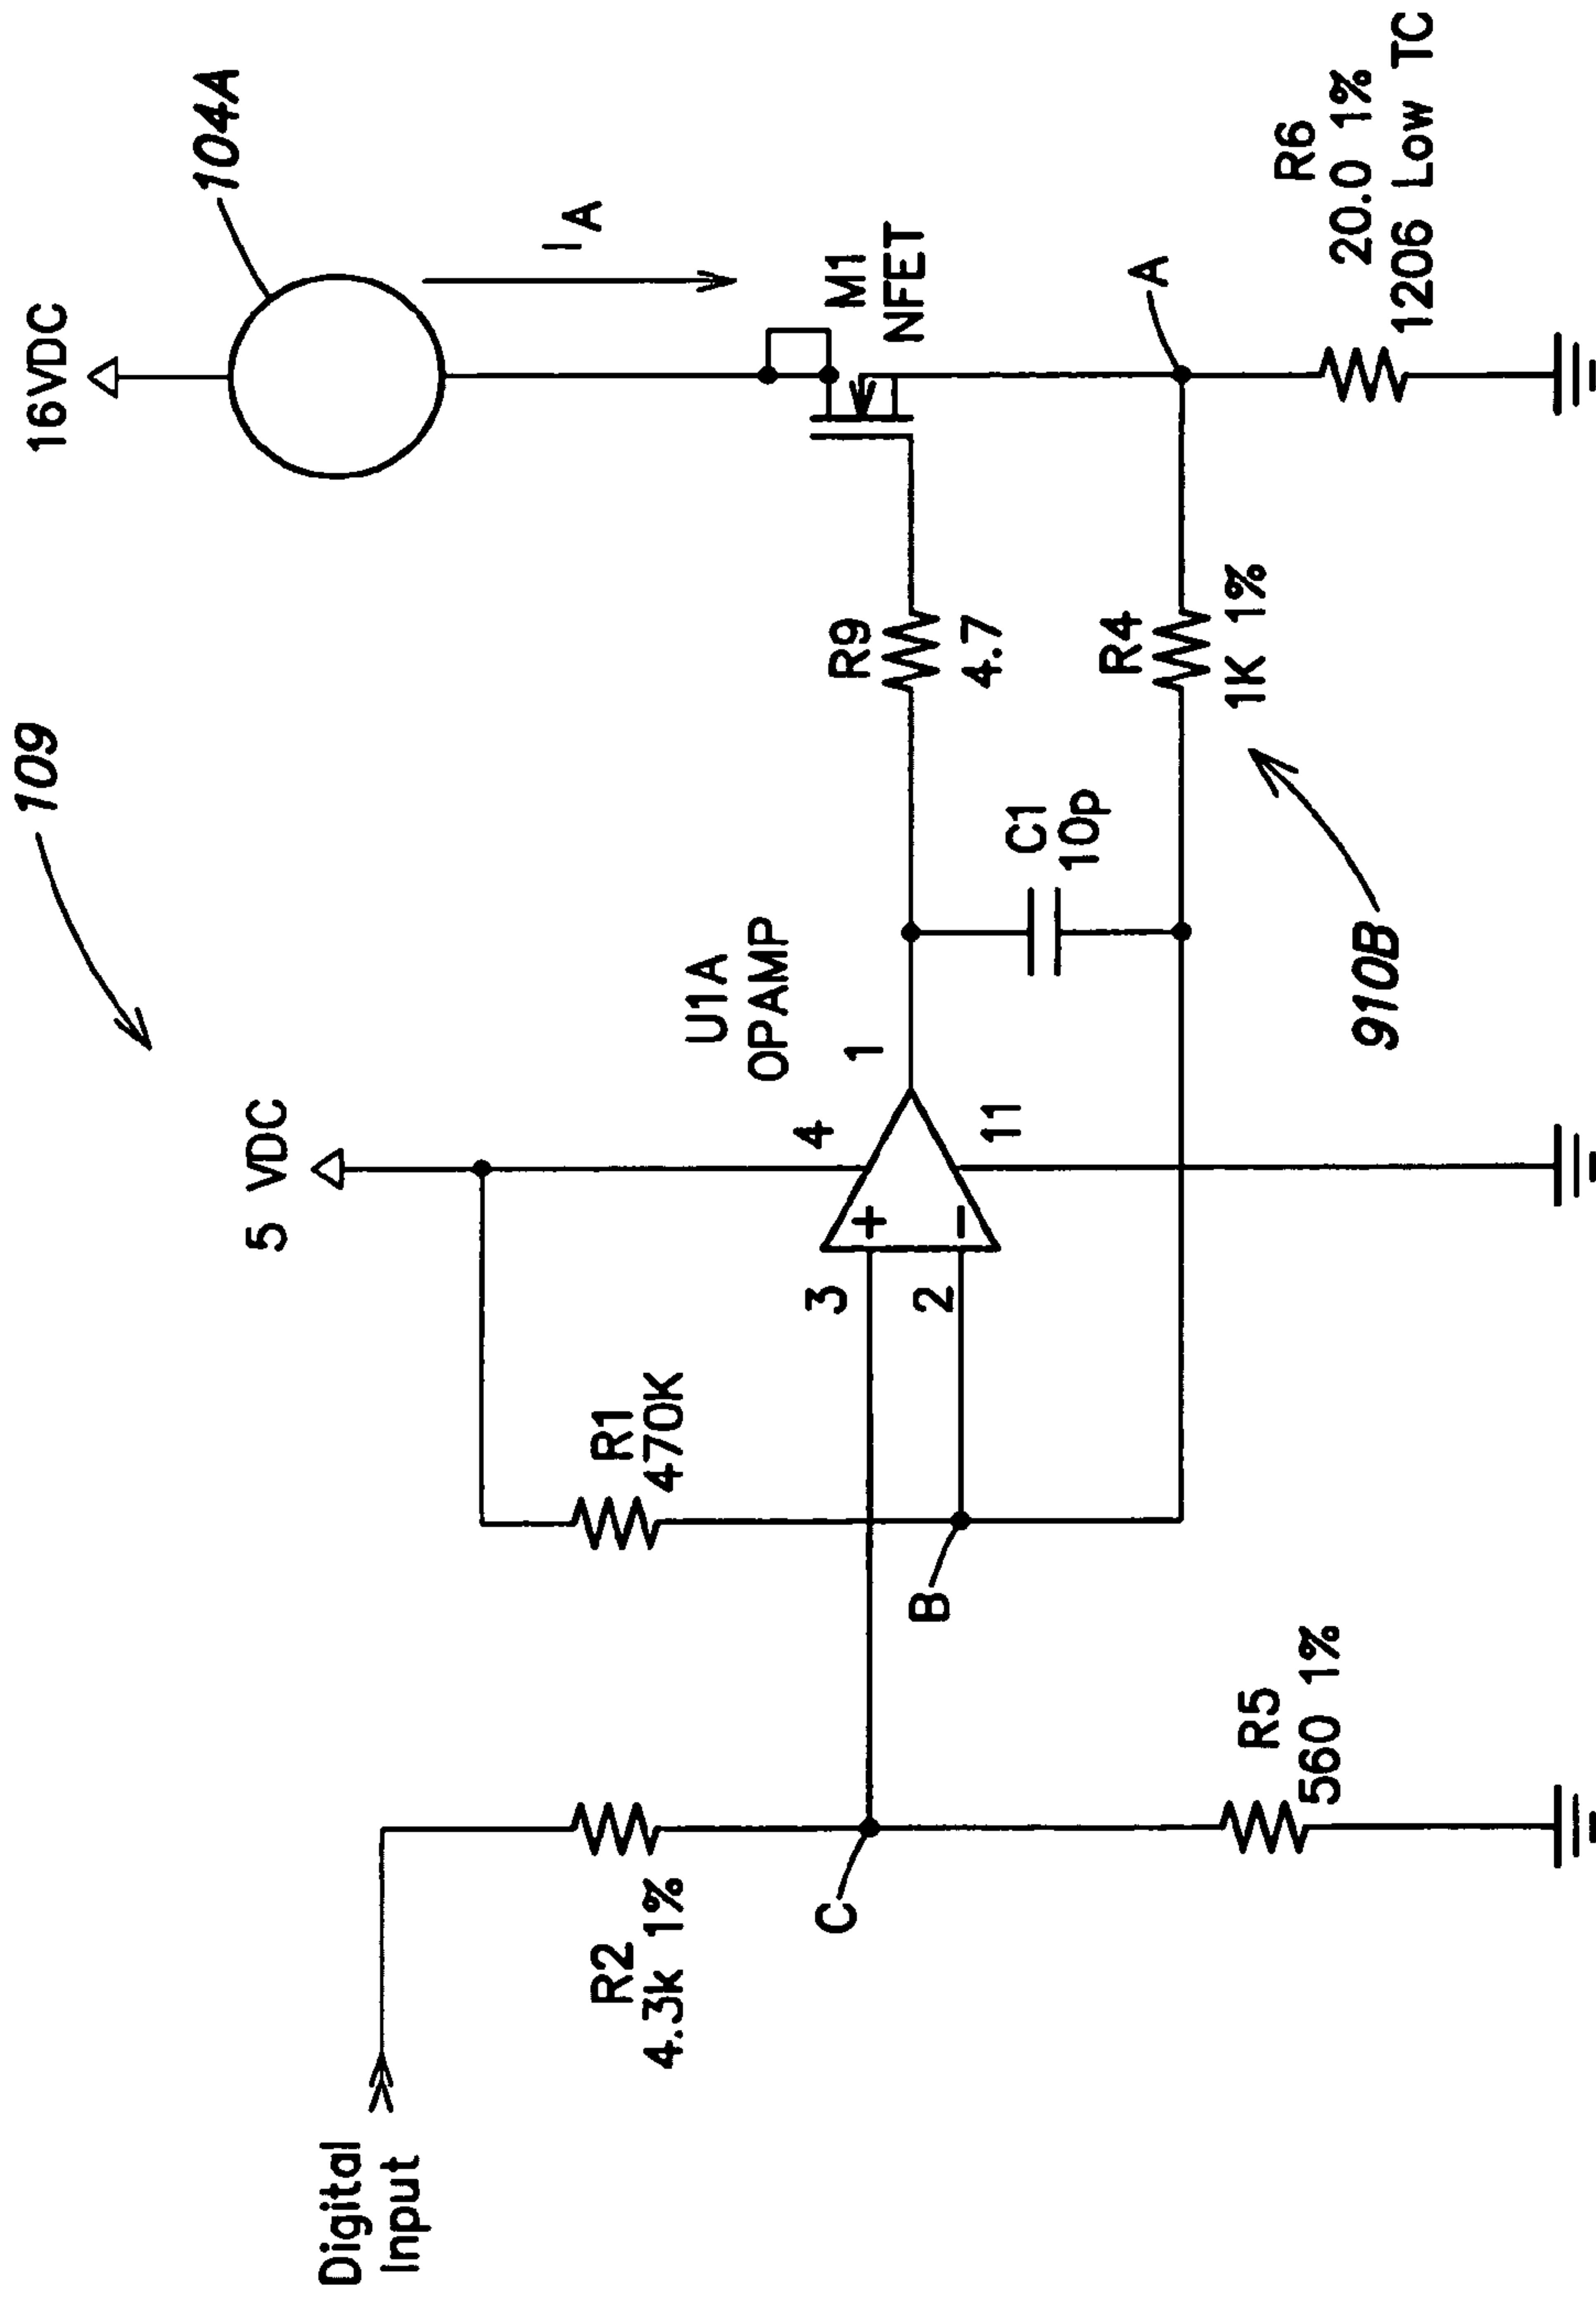 109
16VDC
104A
5 VDC
I A
Digital
Input
R2
4.3k 1%
R1
470K
U1A
OPAMP
R9
4.7
M1
NFET
3
4
1
C
B
2
11
C1
10p
R4
1K 1%
A
R5
560 1%
910B
R6
20.0 1%
1206 Low TC
+
−